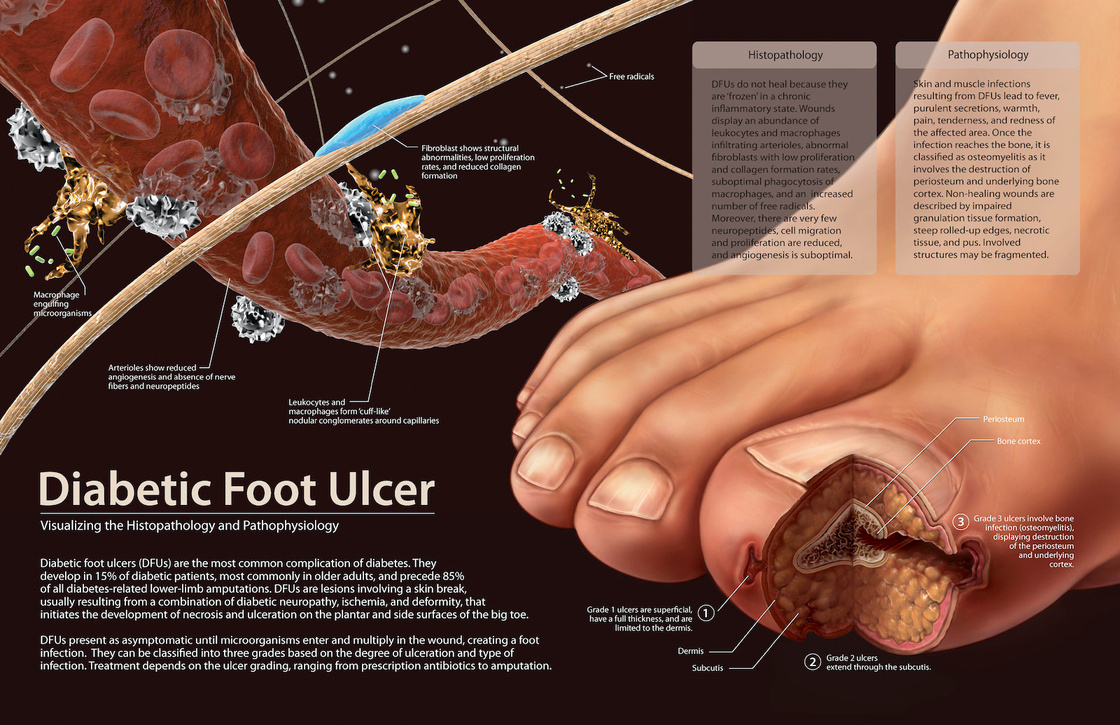 Histopathology
DFUs do not heal because they
are 'frozen' in a chronic
inflammatory state. Wounds
display an abundance of
leukocytes and macrophages
infiltrating arterioles, abnormal
fibroblasts with low proliferation
and collagen formation rates,
suboptimal phagocytosis of
macrophages, and an increased
number of free radicals.
Moreover, there are very few
neuropeptides, cell migration
and proliferation are reduced,
and angiogenesis is suboptimal.
Pathophysiology
Skin and muscle infections
resulting from DFUs lead to fever,
purulent secretions, warmth,
pain, tenderness, and redness of
the affected area. Once the
infection reaches the bone, it is
classified as osteomyelitis as it
involves the destruction of
periosteum and underlying bone
cortex. Non-healing wounds are
described by impaired
granulation tissue formation,
steep rolled-up edges, necrotic
tissue, and pus. Involved
structures may be fragmented.
Free radicals
Fibroblast shows structural
abnormalities, low proliferation
rates, and reduced collagen
formation
Macrophage
engulfing
microorganisms
Arterioles show reduced
angiogenesis and absence of nerve
fibers and neuropeptides
Leukocytes and
macrophages form 'cuff-like'
nodular conglomerates around capillaries
Diabetic Foot Ulcer
Visualizing the Histopathology and Pathophysiology
Diabetic foot ulcers (DFUs) are the most common complication of diabetes. They
develop in 15% of diabetic patients, most commonly in older adults, and precede 85%
of all diabetes-related lower-limb amputations. DFUs are lesions involving a skin break,
usually resulting from a combination of diabetic neuropathy, ischemia, and deformity, that
initiates the development of necrosis and ulceration on the plantar and side surfaces of the big toe.
DFUs present as asymptomatic until microorganisms enter and multiply in the wound, creating a foot
infection. They can be classified into three grades based on the degree of ulceration and type of
infection. Treatment depends on the ulcer grading, ranging from prescription antibiotics to amputation.
Periosteum
Bone cortex
3
Grade 3 ulcers involve bone
infection (osteomyelitis),
displaying destruction
of the periosteum
and underlying
cortex.
Grade 1 ulcers are superficial,
have a full thickness, and are
limited to the dermis.
1
Dermis
Subcutis
2
Grade 2 ulcers
extend through the subcutis.